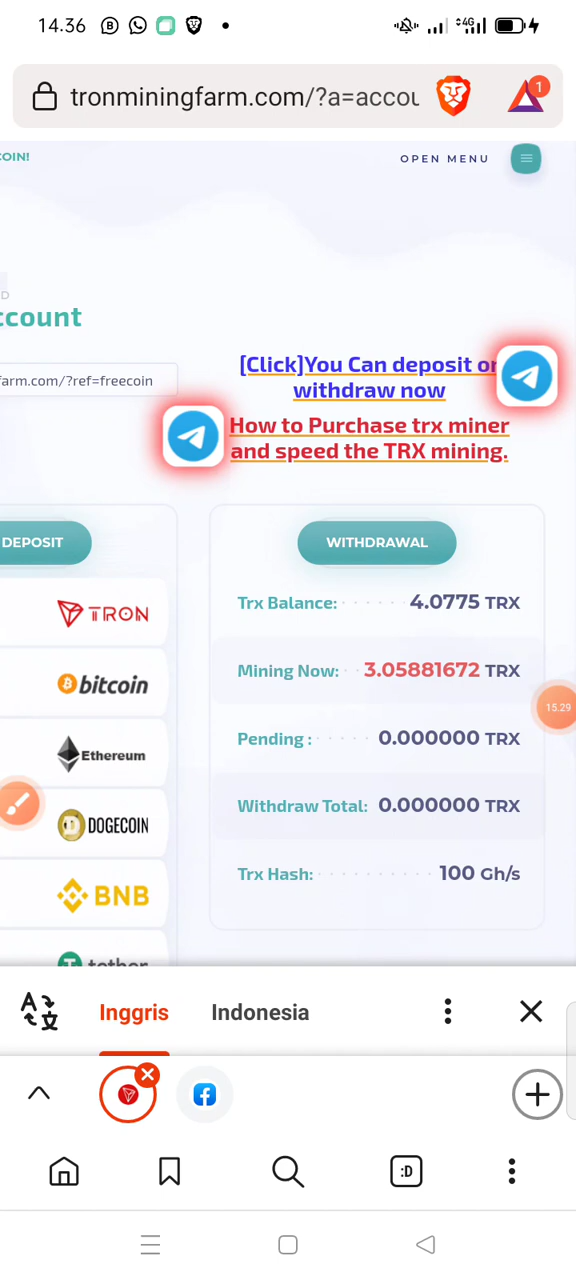 14.36
4G
tronminingfarm.com/?a=accou
1
COIN!
OPEN MENU
D
ccount
farm.com/?ref=freecoin
[Click]You Can deposit or
withdraw now
How to Purchase trx miner
and speed the TRX mining.
DEPOSIT
WITHDRAWAL
TRON
Trx Balance: 4.0775 TRX
bitcoin
Mining Now: 3.05881672 TRX
15.29
Ethereum
Pending : 0.000000 TRX
DOGECOIN
Withdraw Total: 0.000000 TRX
BNB
Trx Hash: 100 Gh/s
tether
Inggris
Indonesia
:D